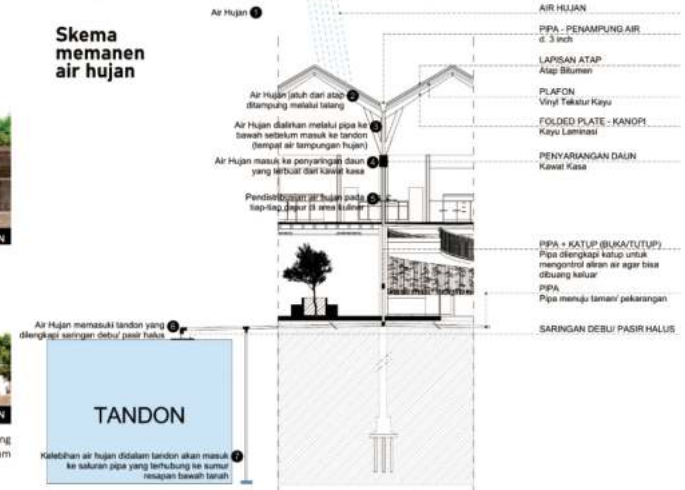 Skema
memanen
air hujan
Air Hujan 1
Air Hujan jatuh dari atap 2
ditampung melalui talang
Air Hujan dialirkan melalui pipa ke 3
bawah sebelum masuk ke tandon
(tempat air tampungan hujan)
Air Hujan masuk ke penyaringan daun 4
yang terbuat dari kawat kasa
Pendistribusian air hujan pada 5
tiap-tiap dapur di area kuliner
Air Hujan memasuki tandon yang 6
dilengkapi saringan debu/ pasir halus
TANDON
Kelebihan air hujan didalam tandon akan masuk 7
ke saluran pipa yang terhubung ke sumur
resapan bawah tanah
AIR HUJAN
PIPA - PENAMPUNG AIR
d. 3 inch
LAPISAN ATAP
Atap Bitumen
PLAFON
Vinyl Tekstur Kayu
FOLDED PLATE - KANOPI
Kayu Laminasi
PENYARIANGAN DAUN
Kawat Kasa
PIPA + KATUP (BUKA/TUTUP)
Pipa dilengkapi katup untuk
mengontrol aliran air agar bisa
dibuang keluar
PIPA
Pipa menuju taman/ pekarangan
SARINGAN DEBU/ PASIR HALUS